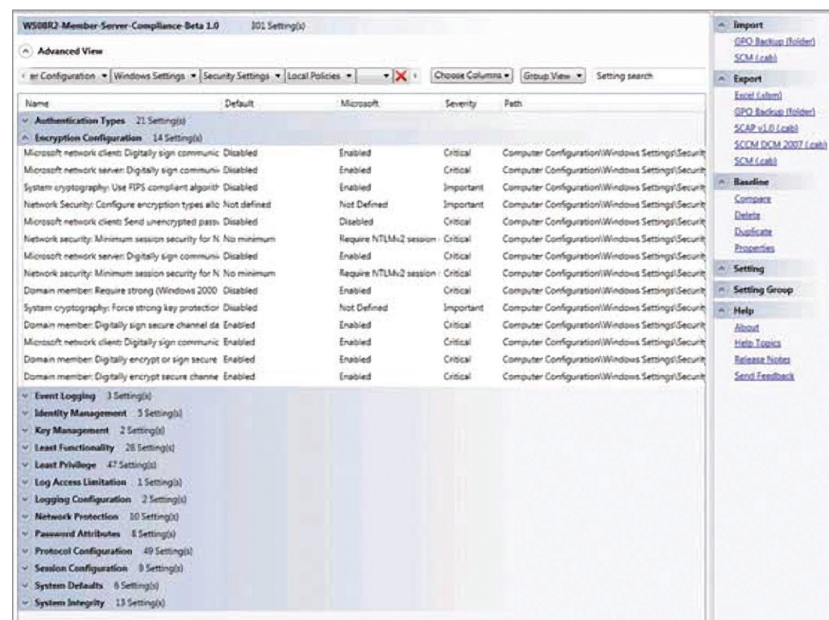 WS08R2-Member-Server-Compliance-Beta 1.0 301 Setting(s)
Advanced View
er Configuration Windows Settings Security Settings Local Policies Choose Columns Group View Setting search
Name Default Microsoft Severity Path
Authentication Types 21 Setting(s)
Encryption Configuration 14 Setting(s)
Microsoft network client: Digitally sign communic Disabled Enabled Critical Computer Configuration\Windows Settings\Securit
Microsoft network server: Digitally sign communi Disabled Enabled Critical Computer Configuration\Windows Settings\Securit
System cryptography: Use FIPS compliant algorith Disabled Enabled Important Computer Configuration\Windows Settings\Securit
Network Security: Configure encryption types allo Not defined Not Defined Important Computer Configuration\Windows Settings\Securit
Microsoft network client: Send unencrypted passw Disabled Disabled Critical Computer Configuration\Windows Settings\Securit
Network security: Minimum session security for N No minimum Require NTLMv2 session Critical Computer Configuration\Windows Settings\Securit
Microsoft network server: Digitally sign communi Disabled Enabled Critical Computer Configuration\Windows Settings\Securit
Network security: Minimum session security for N No minimum Require NTLMv2 session Critical Computer Configuration\Windows Settings\Securit
Domain member: Require strong (Windows 2000 Disabled Enabled Critical Computer Configuration\Windows Settings\Securit
System cryptography: Force strong key protection Disabled Not Defined Important Computer Configuration\Windows Settings\Securit
Domain member: Digitally sign secure channel da Enabled Enabled Critical Computer Configuration\Windows Settings\Securit
Microsoft network client: Digitally sign communic Enabled Enabled Critical Computer Configuration\Windows Settings\Securit
Domain member: Digitally encrypt or sign secure Enabled Enabled Critical Computer Configuration\Windows Settings\Securit
Domain member: Digitally encrypt secure channe Enabled Enabled Critical Computer Configuration\Windows Settings\Securit
Event Logging 3 Setting(s)
Identity Management 5 Setting(s)
Key Management 2 Setting(s)
Least Functionality 28 Setting(s)
Least Privilege 47 Setting(s)
Log Access Limitation 1 Setting(s)
Logging Configuration 2 Setting(s)
Network Protection Setting(s)
Password Attributes Setting(s)
Protocol Configuration 49 Setting(s)
Session Configuration Setting(s)
System Defaults 6 Setting(s)
System Integrity 13 Setting(s)
Import
GPO Backup (folder)
SCM (.cab)
Export
Excel (.xlsm)
GPO Backup (folder)
SCAP v1.0 (.cab)
SCCM DCM 2007 (.cab)
SCM (.cab)
Baseline
Compare
Delete
Duplicate
Properties
Setting
Setting Group
Help
About
Help Topics
Release Notes
Send Feedback